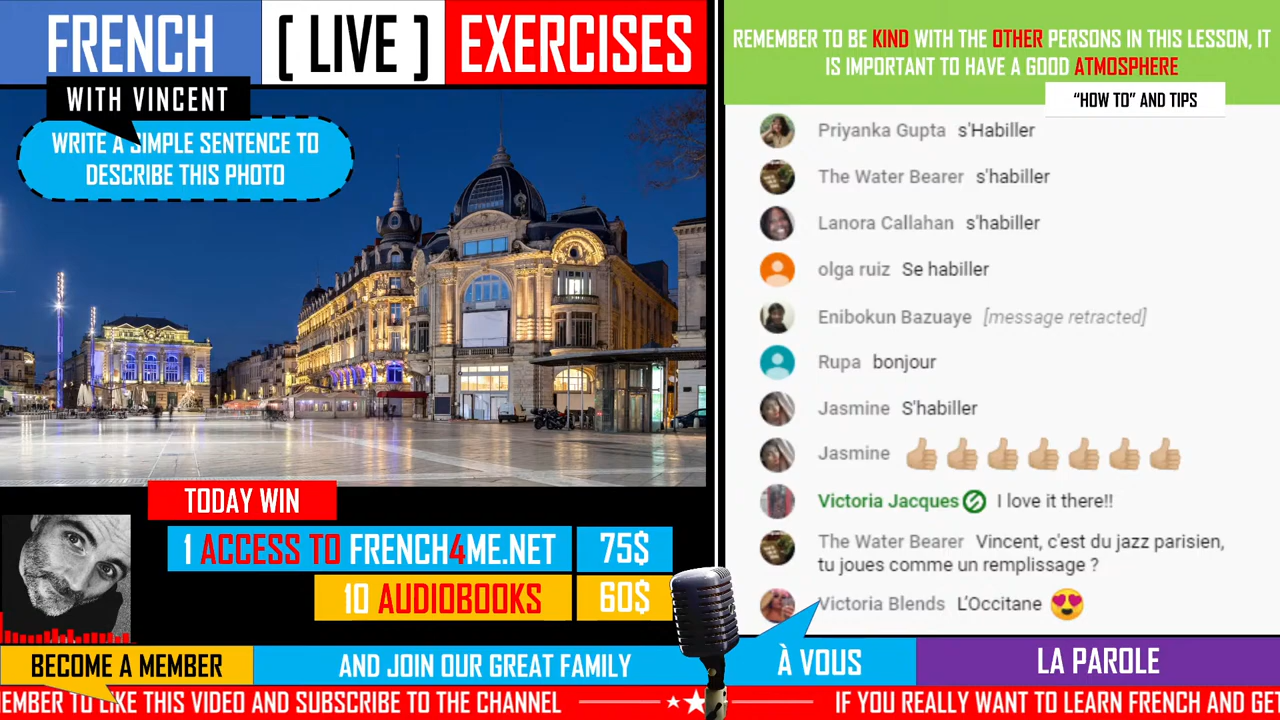 FRENCH [ LIVE ] EXERCISES
WITH VINCENT
WRITE A SIMPLE SENTENCE TO
DESCRIBE THIS PHOTO
TODAY WIN
1 ACCESS TO FRENCH4ME.NET 75$
10 AUDIOBOOKS 60$
REMEMBER TO BE KIND WITH THE OTHER PERSONS IN THIS LESSON, IT
IS IMPORTANT TO HAVE A GOOD ATMOSPHERE
“HOW TO” AND TIPS
Priyanka Gupta s'Habiller
The Water Bearer s'habiller
Lanora Callahan s'habiller
olga ruiz Se habiller
Enibokun Bazuaye [message retracted]
Rupa bonjour
Jasmine S'habiller
Jasmine 👍🏼👍🏼👍🏼👍🏼👍🏼👍🏼👍🏼
Victoria Jacques I love it there!!
The Water Bearer Vincent, c'est du jazz parisien,
tu joues comme un remplissage ?
Victoria Blends L'Occitane 😍
BECOME A MEMBER AND JOIN OUR GREAT FAMILY À VOUS LA PAROLE
EMBER TO LIKE THIS VIDEO AND SUBSCRIBE TO THE CHANNEL IF YOU REALLY WANT TO LEARN FRENCH AND GET